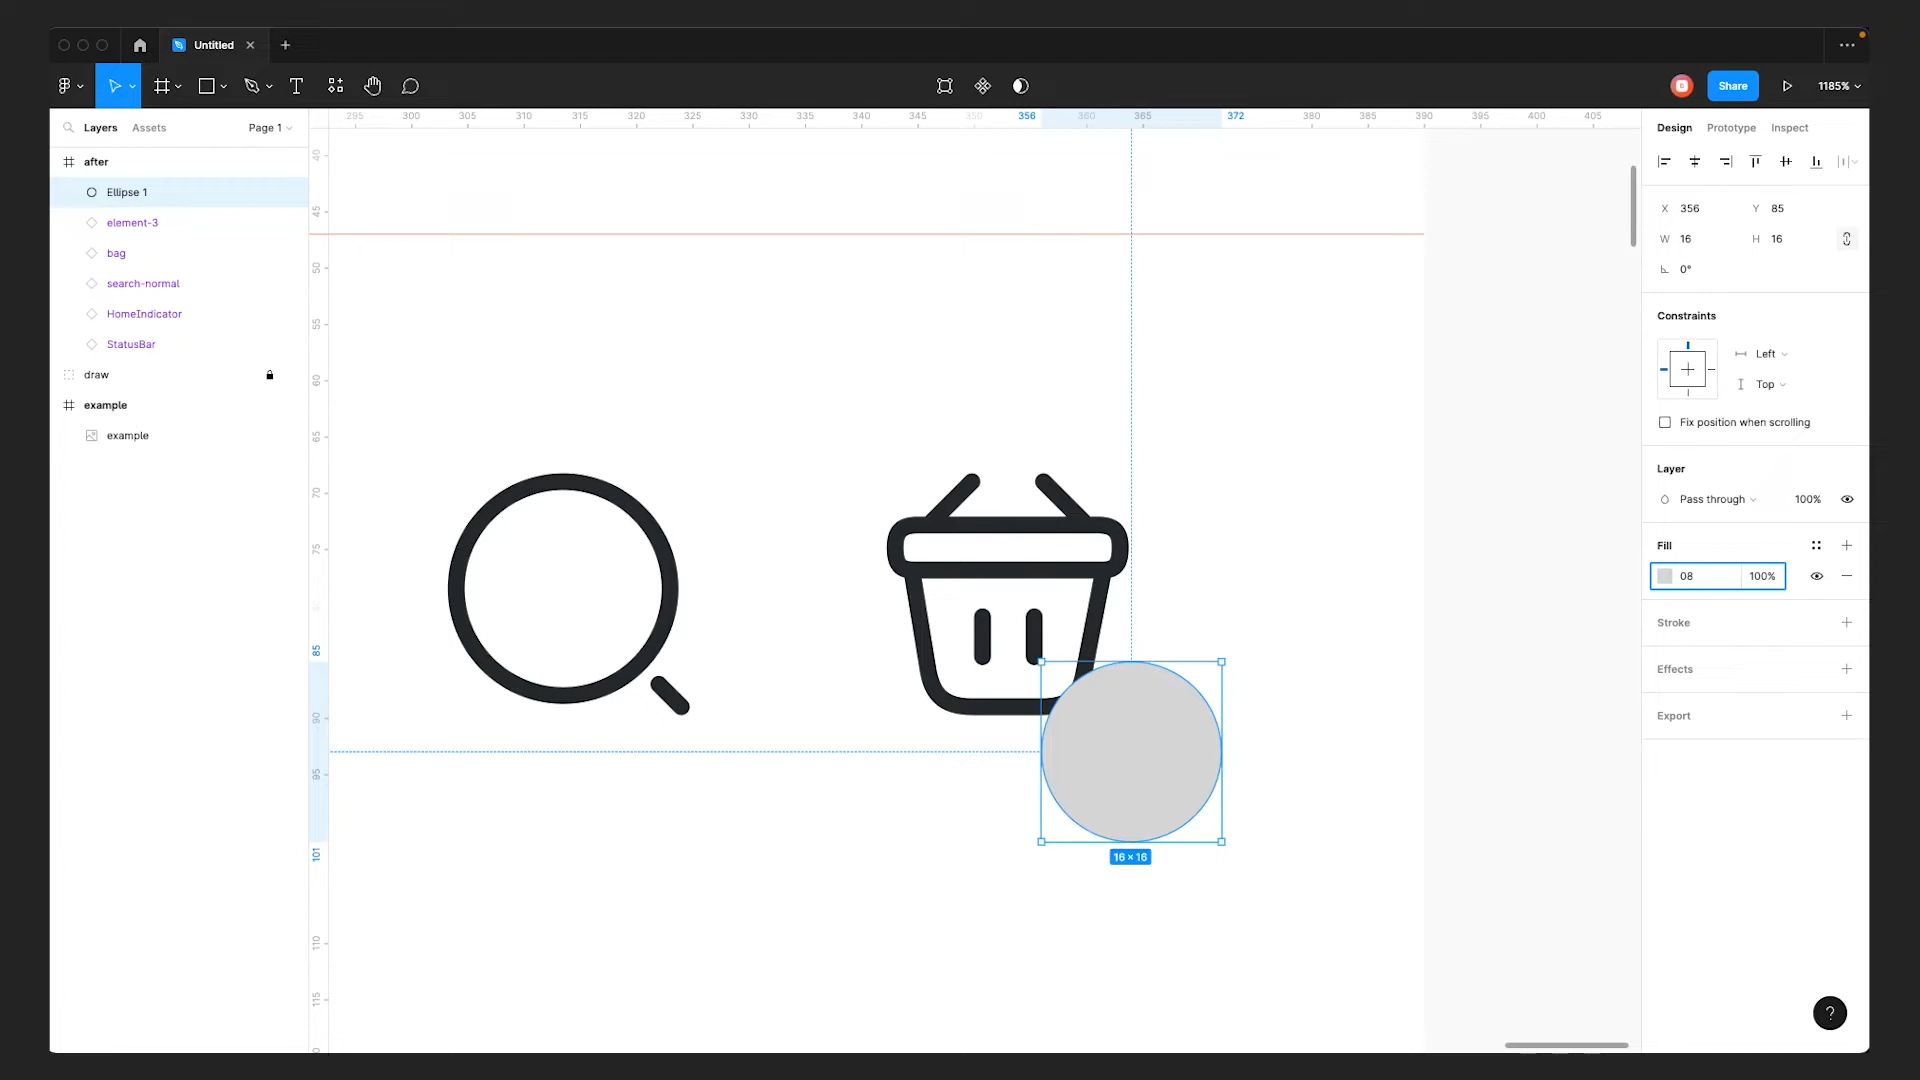 Untitled
Share
1185%
Layers
Assets
Page 1
after
Ellipse 1
element-3
bag
search-normal
HomeIndicator
StatusBar
draw
example
example
295 300 305 310 315 320 325 330 335 340 345 350 356 360 365 372 380 385 390 395 400 405
40
45
50
55
60
65
70
75
85
90
95
101
110
115
16 × 16
Design
Prototype
Inspect
X 356
Y 85
W 16
H 16
0°
Constraints
Left
Top
Fix position when scrolling
Layer
Pass through
100%
Fill
08
100%
Stroke
Effects
Export
?